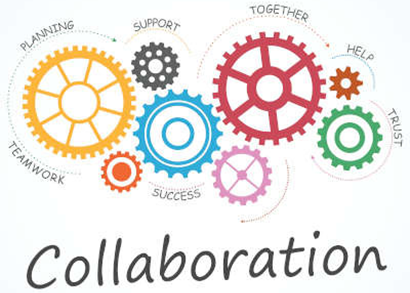 PLANNING
SUPPORT
TOGETHER
HELP
TRUST
TEAMWORK
SUCCESS
Collaboration